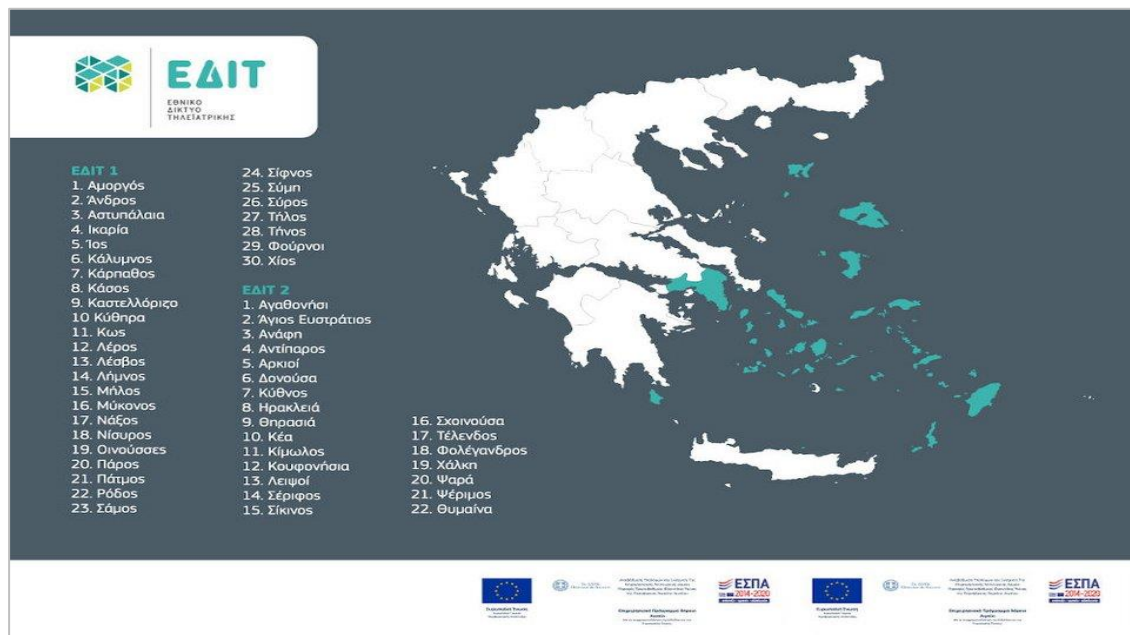 ΕΔΙΤ
ΕΘΝΙΚΟ
ΔΙΚΤΥΟ
ΤΗΛΕΪΑΤΡΙΚΗΣ
ΕΔΙΤ 1
1. Αμοργός
2. Άνδρος
3. Αστυπάλαια
4. Ικαρία
5. Ίος
6. Κάλυμνος
7. Κάρπαθος
8. Κάσος
9. Καστελλόριζο
10 Κύθηρα
11. Κως
12. Λέρος
13. Λέσβος
14. Λήμνος
15. Μήλος
16. Μύκονος
17. Νάξος
18. Νίσυρος
19. Οινούσσες
20. Πάρος
21. Πάτμος
22. Ρόδος
23. Σάμος
24. Σίφνος
25. Σύμη
26. Σύρος
27. Τήλος
28. Τήνος
29. Φούρνοι
30. Χίος
ΕΔΙΤ 2
1. Αγαθονήσι
2. Άγιος Ευστράτιος
3. Ανάφη
4. Αντίπαρος
5. Αρκιοί
6. Δονούσα
7. Κύθνος
8. Ηρακλειά
9. Θηρασιά
10. Κέα
11. Κίμωλος
12. Κουφονήσια
13. Λειψοί
14. Σέριφος
15. Σίκινος
16. Σχοινούσα
17. Τέλενδος
18. Φολέγανδρος
19. Χάλκη
20. Ψαρά
21. Ψέριμος
22. Θυμαίνα
Ευρωπαϊκή Ένωση
ΕΣΠΑ
2014-2020
Ευρωπαϊκή Ένωση
ΕΣΠΑ
2014-2020